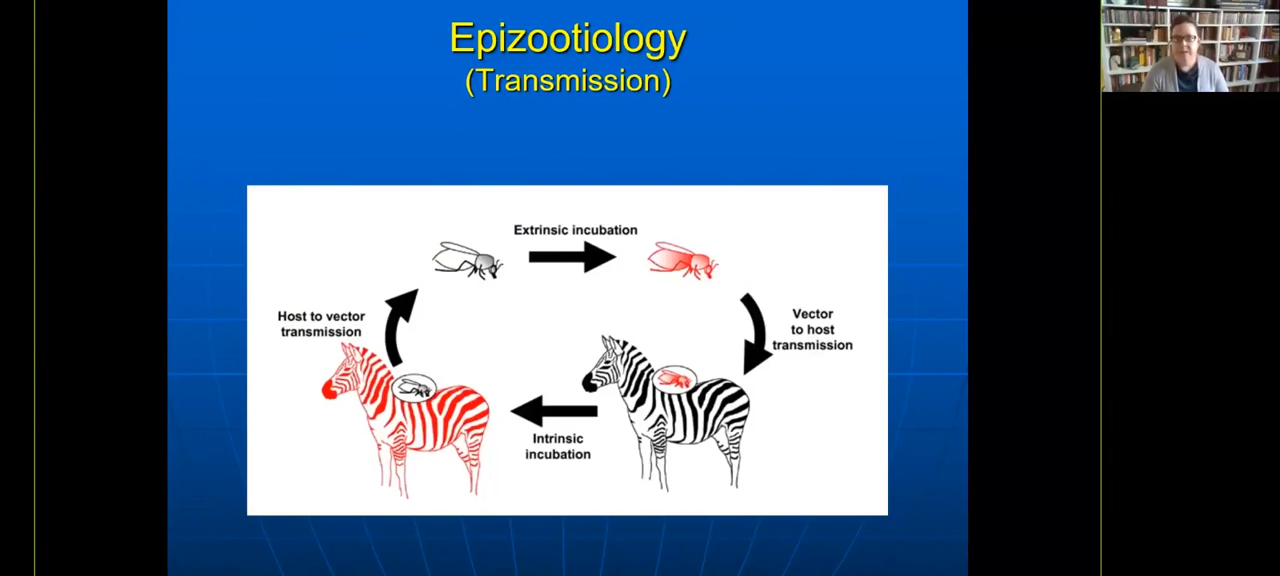 Epizootiology
(Transmission)
Extrinsic incubation
Host to vector
transmission
Vector
to host
transmission
Intrinsic
incubation